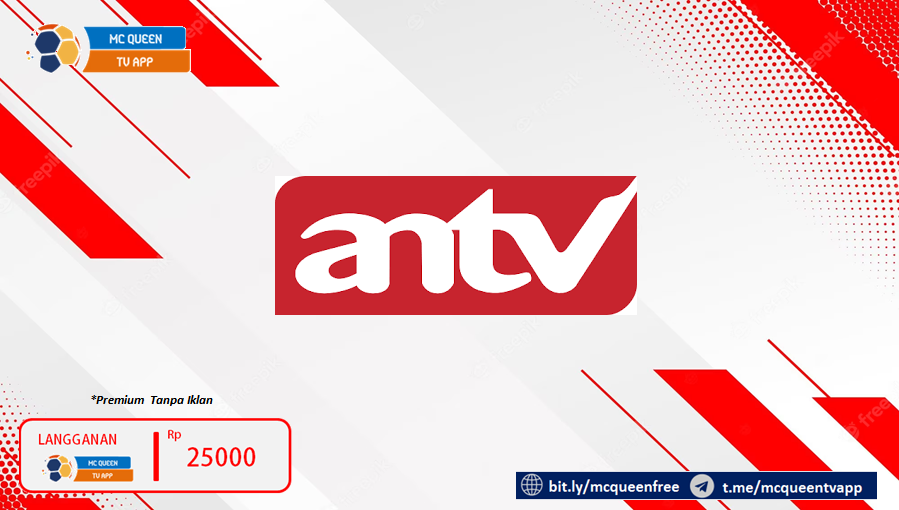 MC QUEEN
TV APP
antv
*Premium Tanpa Iklan
LANGGANAN
Rp
25000
MC QUEEN
TV APP
bit.ly/mcqueenfree
t.me/mcqueentvapp
freepik